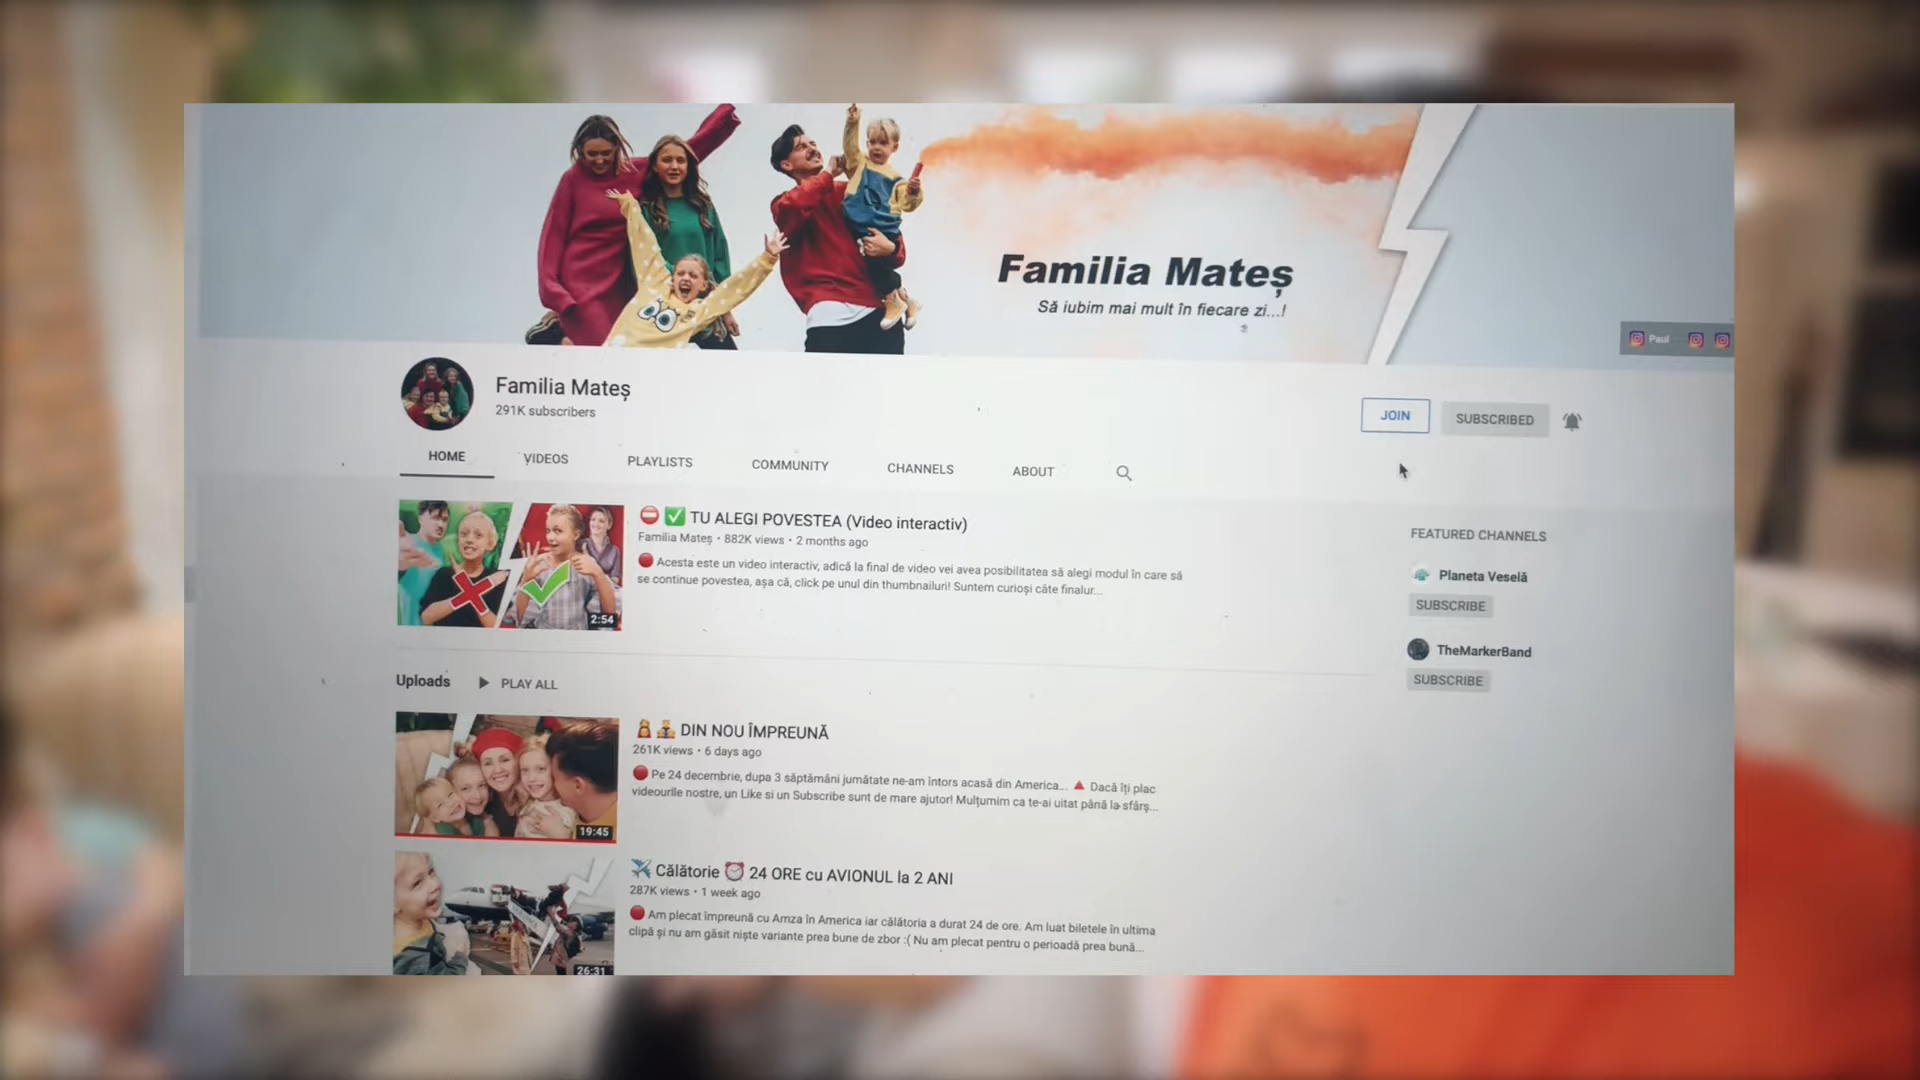 Familia Mateș
Să iubim mai mult în fiecare zi...!
Paul
Familia Mateș
291K subscribers
JOIN
SUBSCRIBED
HOME
VIDEOS
PLAYLISTS
COMMUNITY
CHANNELS
ABOUT
TU ALEGI POVESTEA (Video interactiv)
Familia Mateș • 882K views • 2 months ago
Acesta este un video interactiv, adică la final de video vei avea posibilitatea să alegi modul în care să
se continue povestea, așa că, click pe unul din thumbnailuri! Suntem curioși câte finalur...
2:54
FEATURED CHANNELS
Planeta Veselă
SUBSCRIBE
TheMarkerBand
SUBSCRIBE
Uploads
PLAY ALL
DIN NOU ÎMPREUNĂ
261K views • 6 days ago
Pe 24 decembrie, dupa 3 săptămâni jumătate ne-am întors acasă din America... Dacă îți plac
videourile nostre, un Like si un Subscribe sunt de mare ajutor! Mulțumim ca te-ai uitat până la sfârș...
19:45
Călătorie 24 ORE cu AVIONUL la 2 ANI
287K views • 1 week ago
Am plecat împreună cu Amza în America iar călătoria a durat 24 de ore. Am luat biletele în ultima
clipă și nu am găsit niște variante prea bune de zbor :( Nu am plecat pentru o perioadă prea bună...
26:31